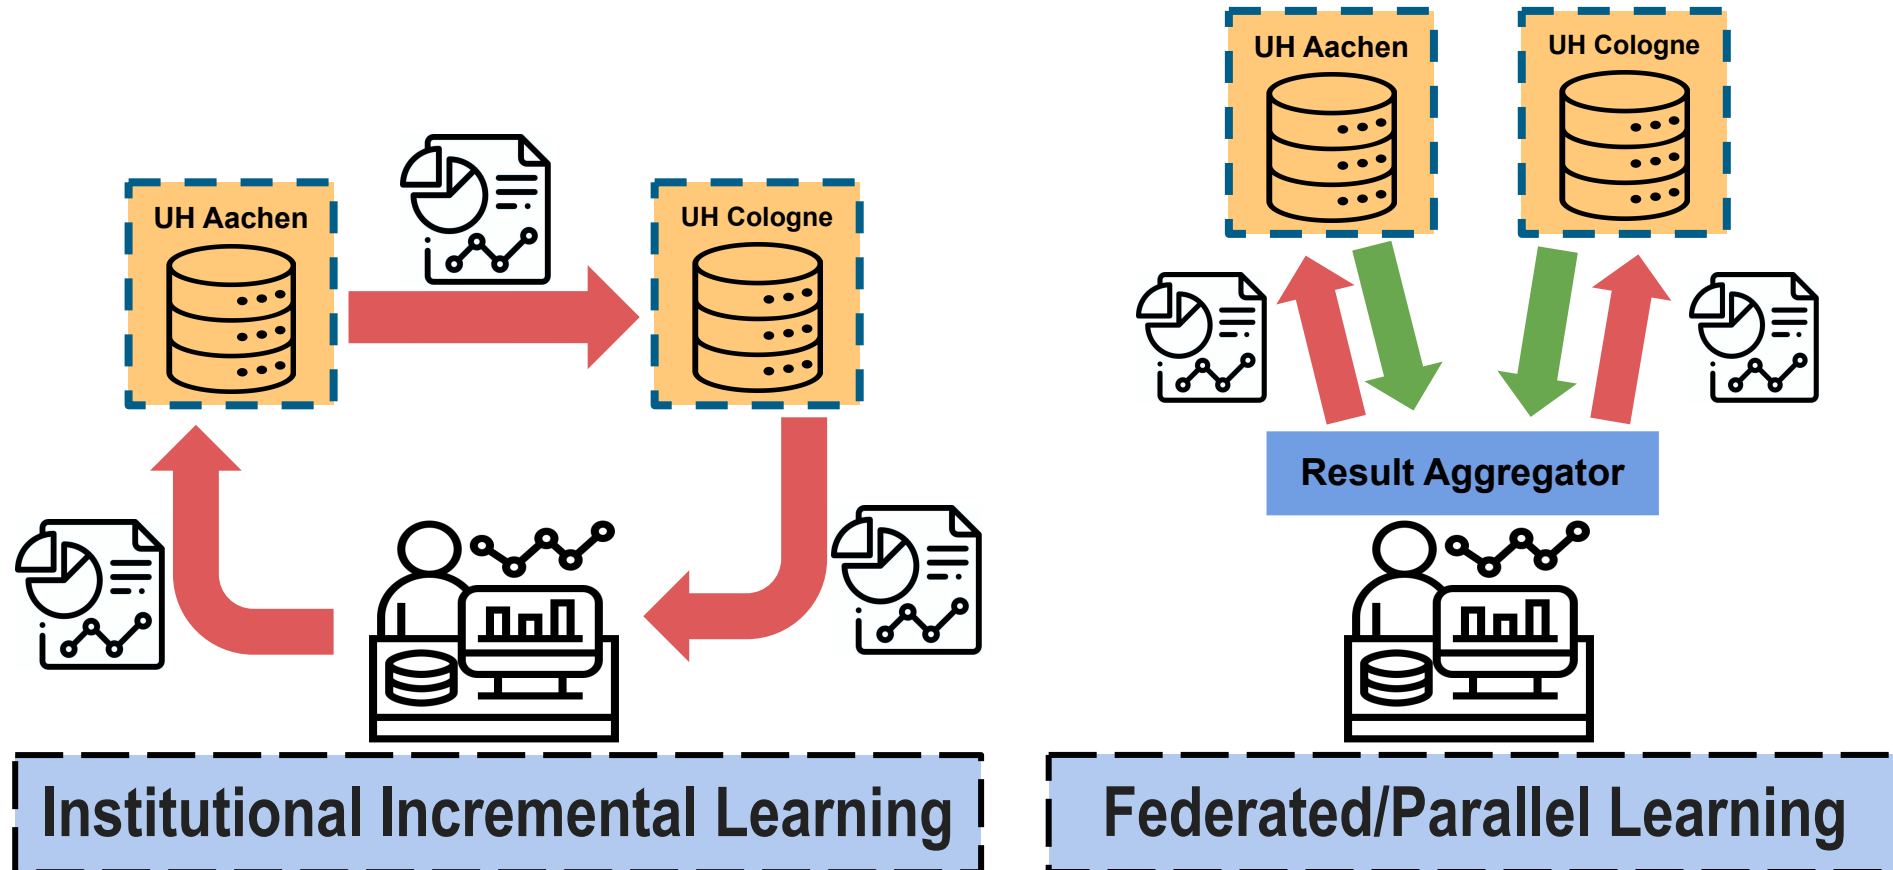 UH Aachen
UH Cologne
Institutional Incremental Learning
UH Aachen
UH Cologne
Result Aggregator
Federated/Parallel Learning